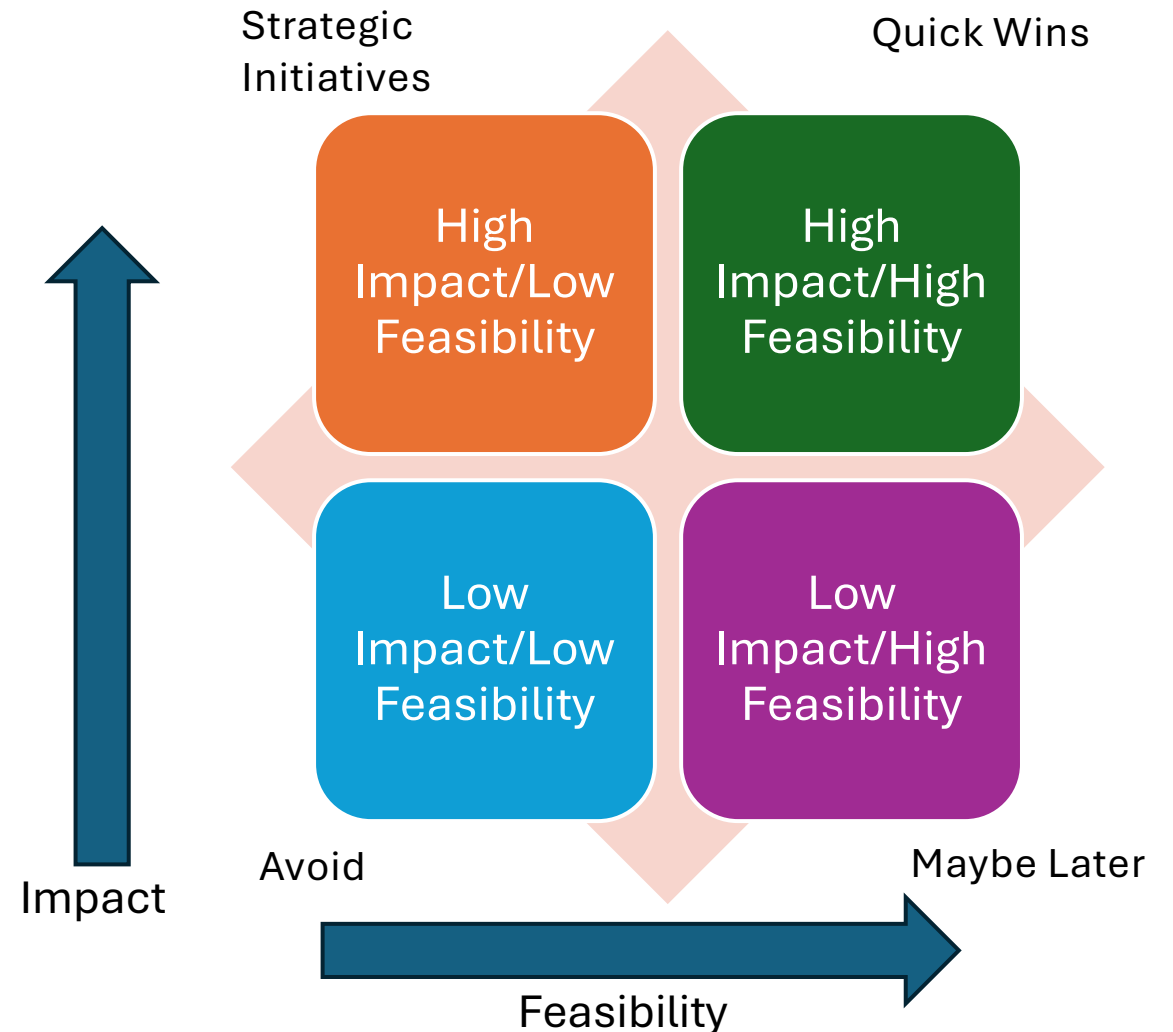 Strategic
Initiatives
Quick Wins
High
Impact/Low
Feasibility
High
Impact/High
Feasibility
Low
Impact/Low
Feasibility
Low
Impact/High
Feasibility
Avoid
Maybe Later
Impact
Feasibility